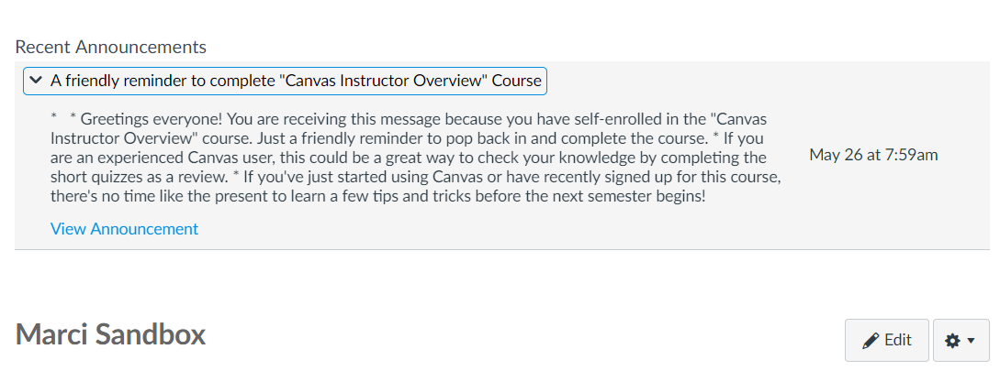 Recent Announcements
A friendly reminder to complete "Canvas Instructor Overview" Course
* * Greetings everyone! You are receiving this message because you have self-enrolled in the "Canvas
Instructor Overview" course. Just a friendly reminder to pop back in and complete the course. * If you
are an experienced Canvas user, this could be a great way to check your knowledge by completing the
short quizzes as a review. * If you've just started using Canvas or have recently signed up for this course,
there's no time like the present to learn a few tips and tricks before the next semester begins!
May 26 at 7:59am
View Announcement
Marci Sandbox
Edit